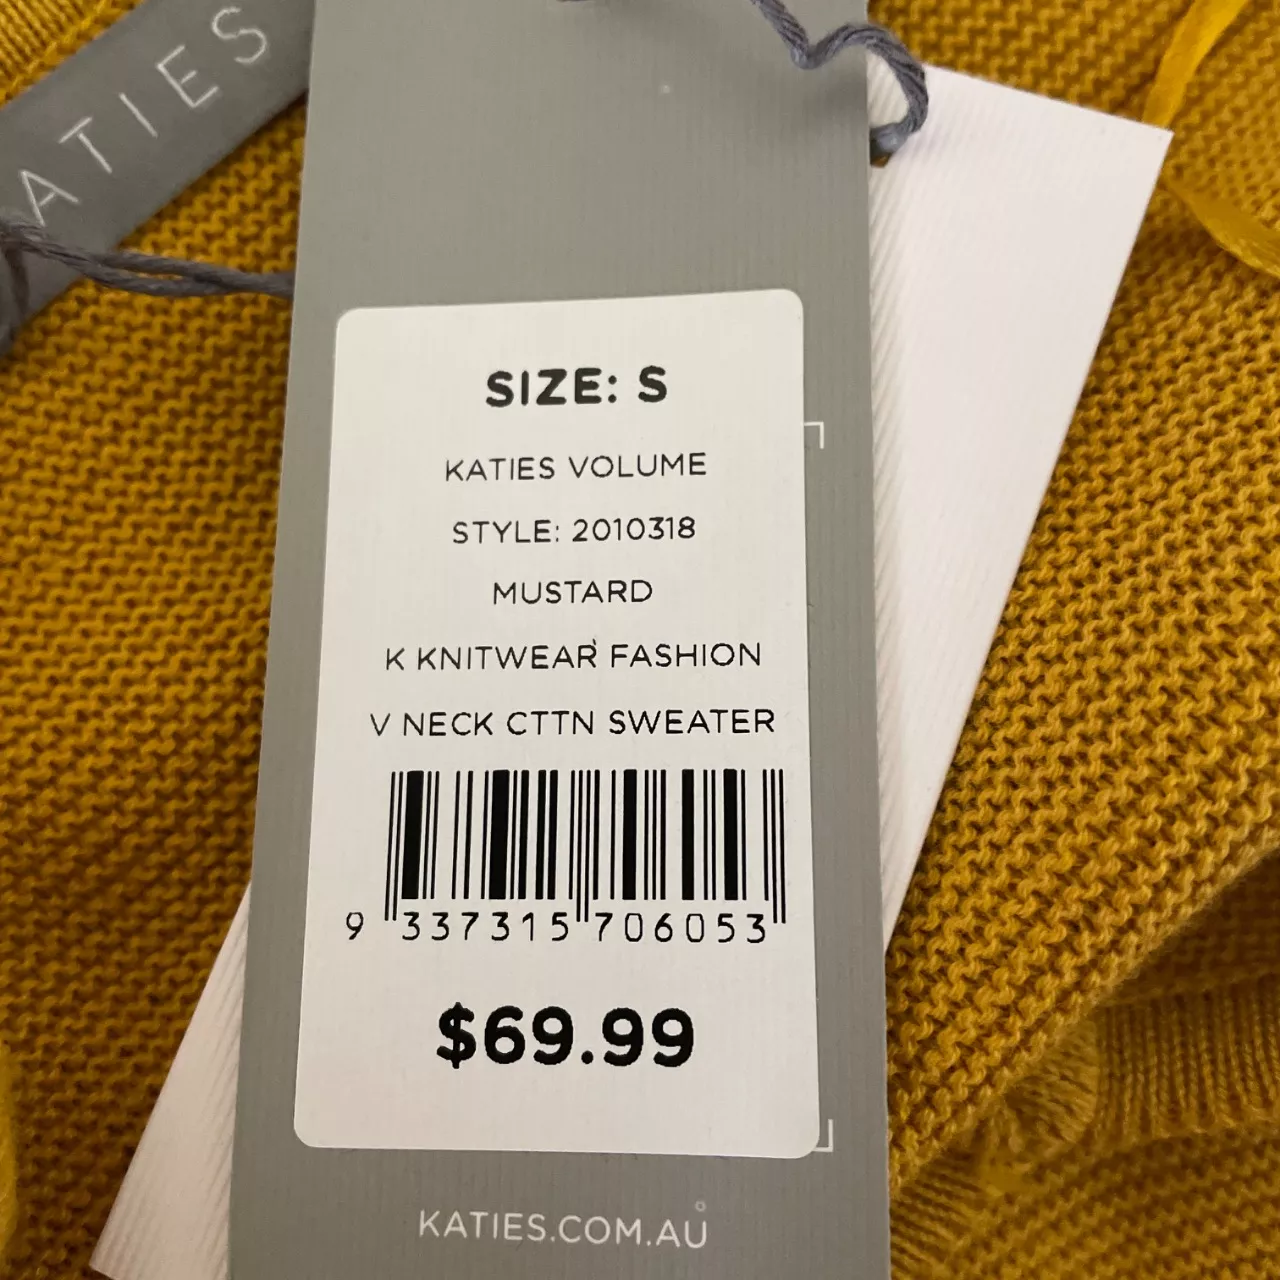 ATIES
SIZE: S
KATIES VOLUME
STYLE: 2010318
MUSTARD
K KNITWEAR FASHION
V NECK CTTN SWEATER
9 337315 706053
$69.99
KATIES.COM.AU